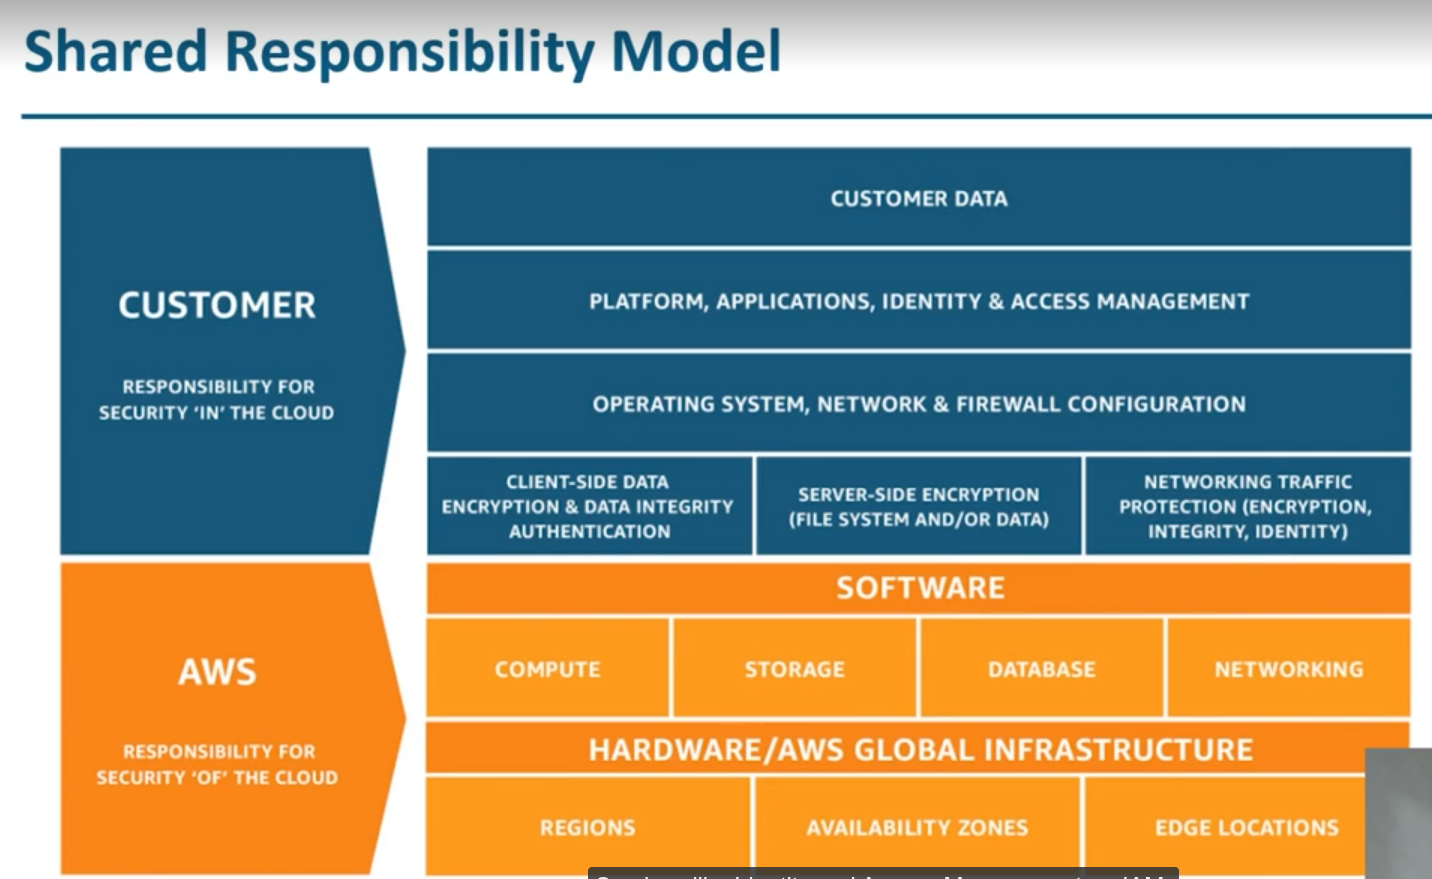 Shared Responsibility Model
CUSTOMER
RESPONSIBILITY FOR
SECURITY ‘IN’ THE CLOUD
CUSTOMER DATA
PLATFORM, APPLICATIONS, IDENTITY & ACCESS MANAGEMENT
OPERATING SYSTEM, NETWORK & FIREWALL CONFIGURATION
CLIENT-SIDE DATA
ENCRYPTION & DATA INTEGRITY
AUTHENTICATION
SERVER-SIDE ENCRYPTION
(FILE SYSTEM AND/OR DATA)
NETWORKING TRAFFIC
PROTECTION (ENCRYPTION,
INTEGRITY, IDENTITY)
AWS
RESPONSIBILITY FOR
SECURITY ‘OF’ THE CLOUD
SOFTWARE
COMPUTE
STORAGE
DATABASE
NETWORKING
HARDWARE/AWS GLOBAL INFRASTRUCTURE
REGIONS
AVAILABILITY ZONES
EDGE LOCATIONS